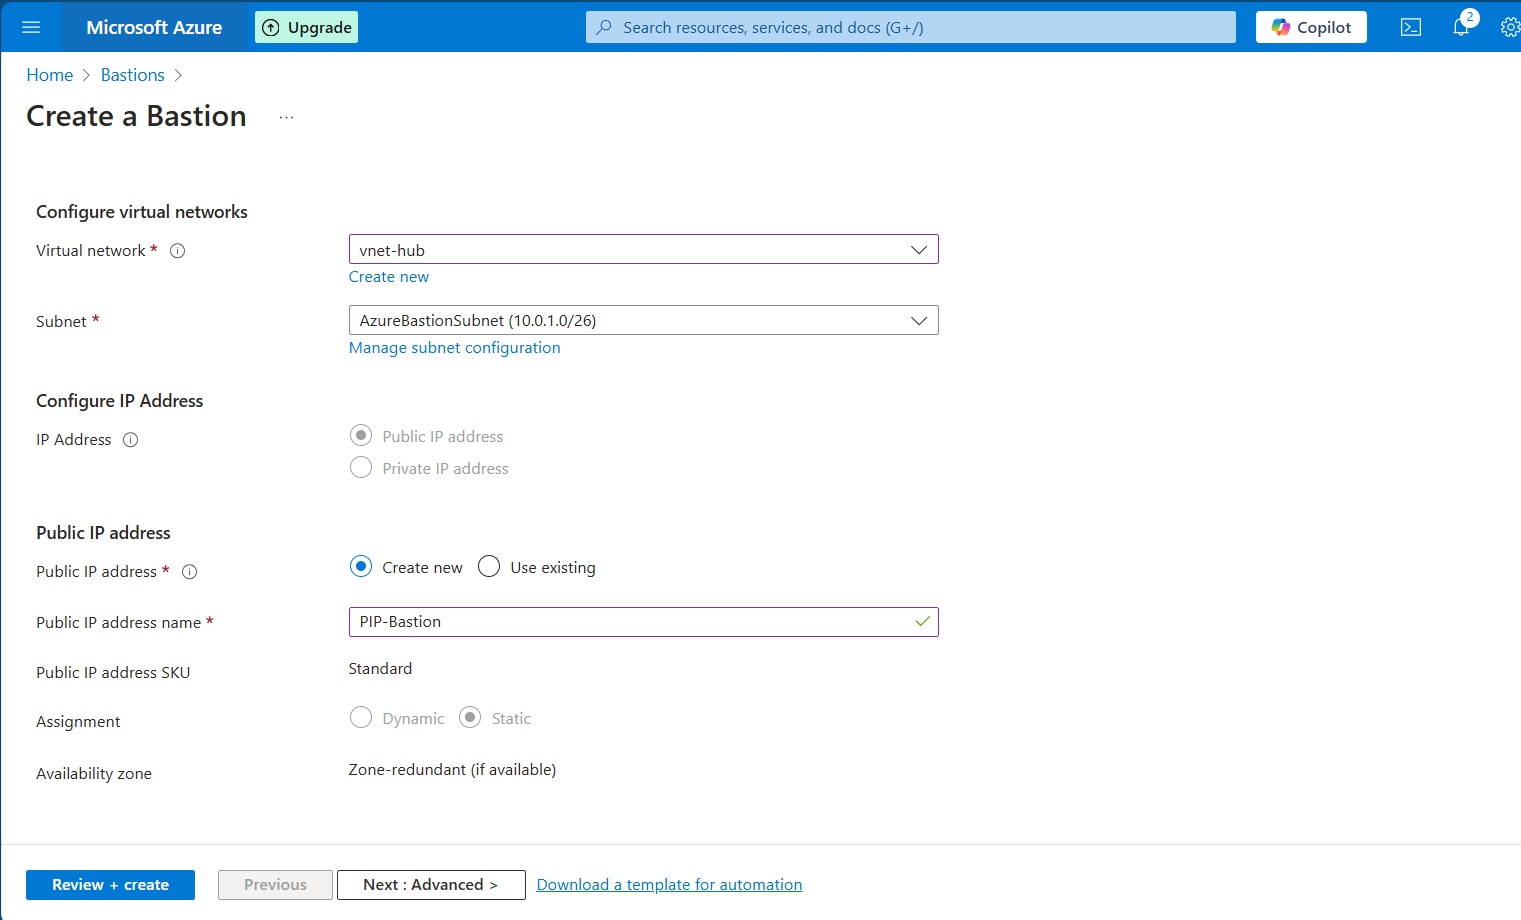 Microsoft Azure
Upgrade
Search resources, services, and docs (G+/)
Copilot
2
Home > Bastions >
Create a Bastion ...
Configure virtual networks
Virtual network *
vnet-hub
Create new
Subnet *
AzureBastionSubnet (10.0.1.0/26)
Manage subnet configuration
Configure IP Address
IP Address
Public IP address
Private IP address
Public IP address
Public IP address *
Create new Use existing
Public IP address name *
PIP-Bastion
Public IP address SKU
Standard
Assignment
Dynamic Static
Availability zone
Zone-redundant (if available)
Review + create
Previous
Next : Advanced >
Download a template for automation